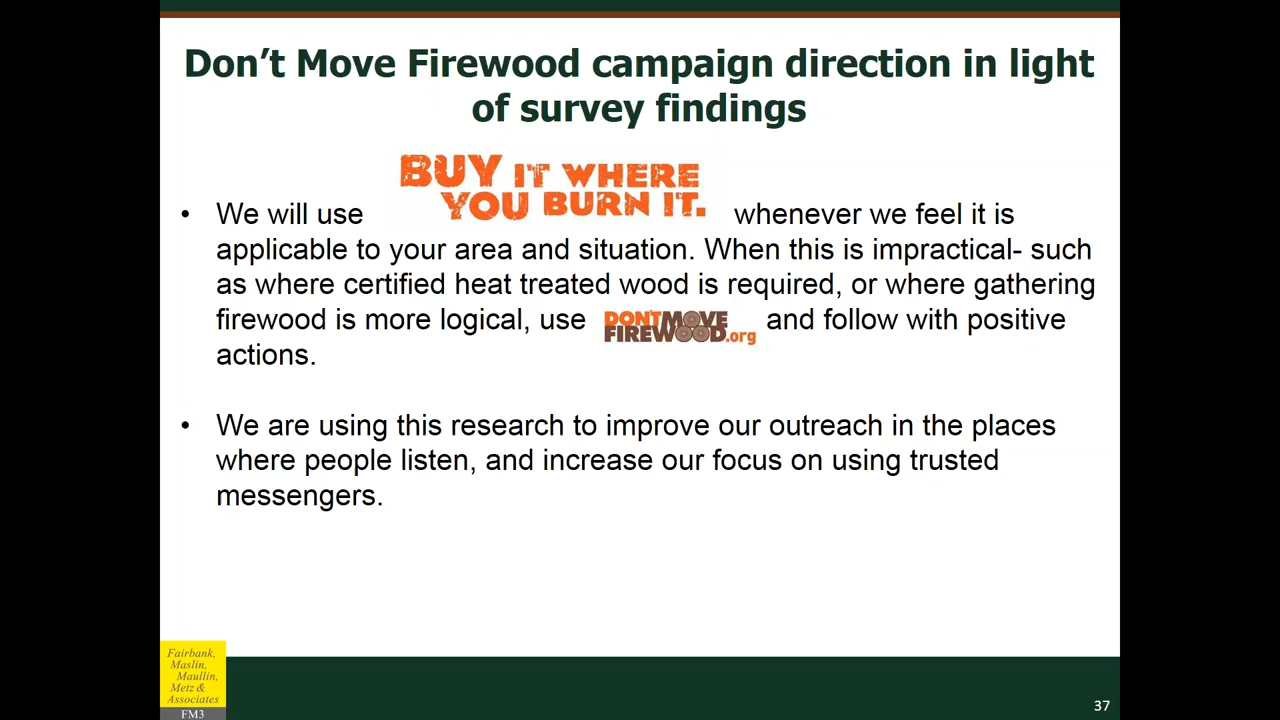 Don’t Move Firewood campaign direction in light
of survey findings
BUY IT WHERE
YOU BURN IT.
• We will use whenever we feel it is
applicable to your area and situation. When this is impractical- such
as where certified heat treated wood is required, or where gathering
firewood is more logical, use DON'T MOVE FIREWOOD.org and follow with positive
actions.
• We are using this research to improve our outreach in the places
where people listen, and increase our focus on using trusted
messengers.
Fairbank,
Maslin,
Maullin,
Metz &
Associates
FM3
37